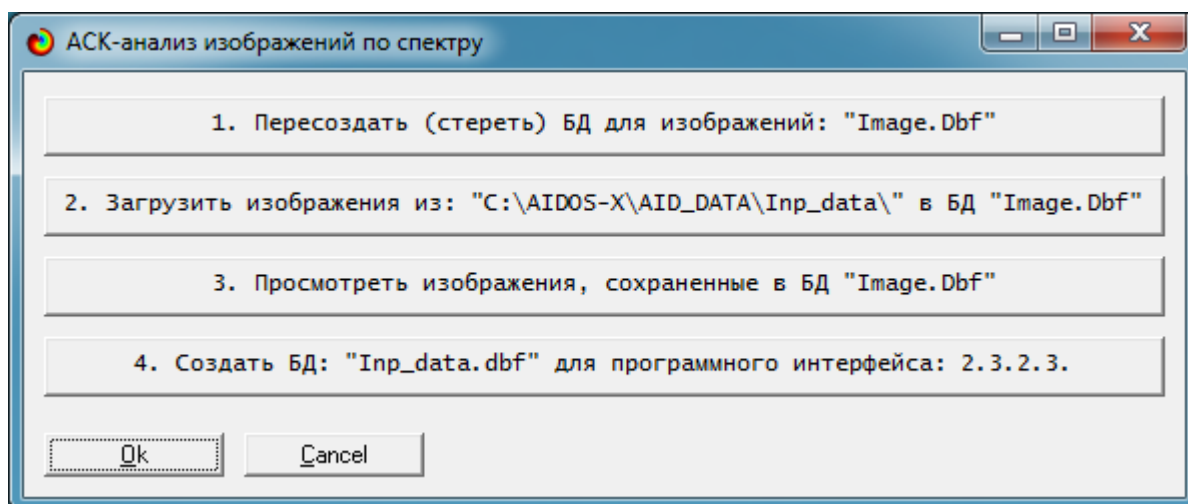 АСК-анализ изображений по спектру
1. Пересоздать (стереть) БД для изображений: "Image.Dbf"
2. Загрузить изображения из: "C:\AIDOS-X\AID_DATA\Inp_data\" в БД "Image.Dbf"
3. Просмотреть изображения, сохраненные в БД "Image.Dbf"
4. Создать БД: "Inp_data.dbf" для программного интерфейса: 2.3.2.3.
Ok Cancel